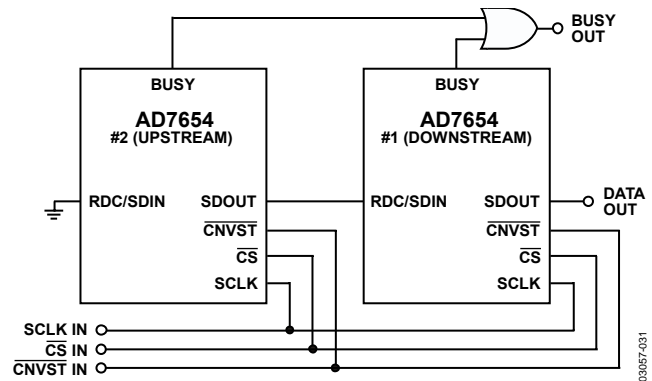 BUSY
OUT
BUSY
BUSY
AD7654
#2 (UPSTREAM)
AD7654
#1 (DOWNSTREAM)
RDC/SDIN
SDOUT
RDC/SDIN
SDOUT
DATA
OUT
CNVST
CNVST
CS
CS
SCLK
SCLK
SCLK IN
CS IN
CNVST IN
03057-031